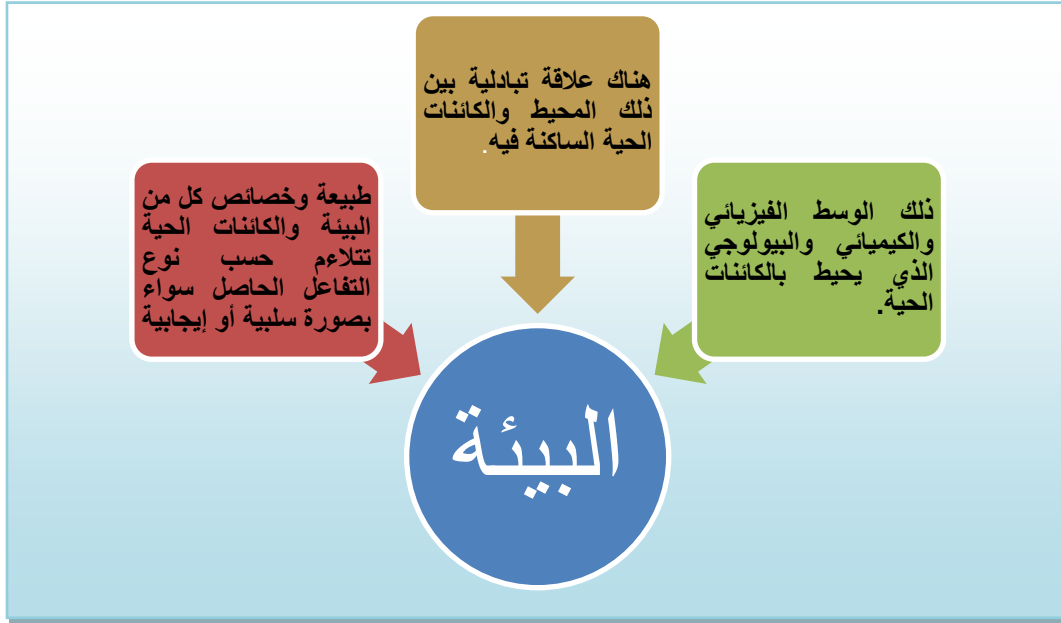 هناك علاقة تبادلية بين
ذلك المحيط والكائنات
الحية الساكنة فيه.
ذلك الوسط الفيزيائي
والكيميائي والبيولوجي
الذي يحيط بالكائنات
الحية.
طبيعة وخصائص كل من
البيئة والكائنات الحية
تتلاءم حسب نوع
التفاعل الحاصل سواء
بصورة سلبية أو إيجابية
البيئة